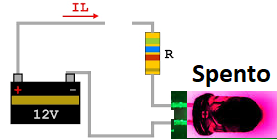 IL
R
Spento
+ -
12V